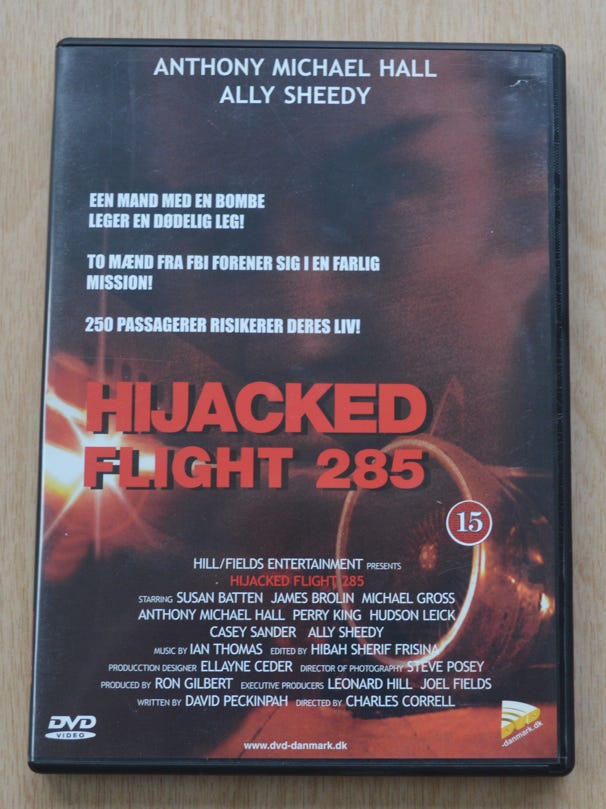 ANTHONY MICHAEL HALL
ALLY SHEEDY
EEN MAND MED EN BOMBE
LEGER EN DØDELIG LEG!
TO MÆND FRA FBI FORENER SIG I EN FARLIG
MISSION!
250 PASSAGERER RISIKERER DERES LIV!
HIJACKED
FLIGHT 285
15
HILL/FIELDS ENTERTAINMENT PRESENTS
HIJACKED FLIGHT 285
STARRING SUSAN BATTEN JAMES BROLIN MICHAEL GROSS
ANTHONY MICHAEL HALL PERRY KING HUDSON LEICK
CASEY SANDER ALLY SHEEDY
MUSIC BY IAN THOMAS EDITED BY HIBAH SHERIF FRISINA
PRODUCCTION DESIGNER ELLAYNE CEDER DIRECTOR OF PHOTOGRAPHY STEVE POSEY
PRODUCED BY RON GILBERT EXECUTIVE PRODUCERS LEONARD HILL JOEL FIELDS
WRITTEN BY DAVID PECKINPAH DIRECTED BY CHARLES CORRELL
DVD
VIDEO
www.dvd-danmark.dk
DVD
-danmark.dk